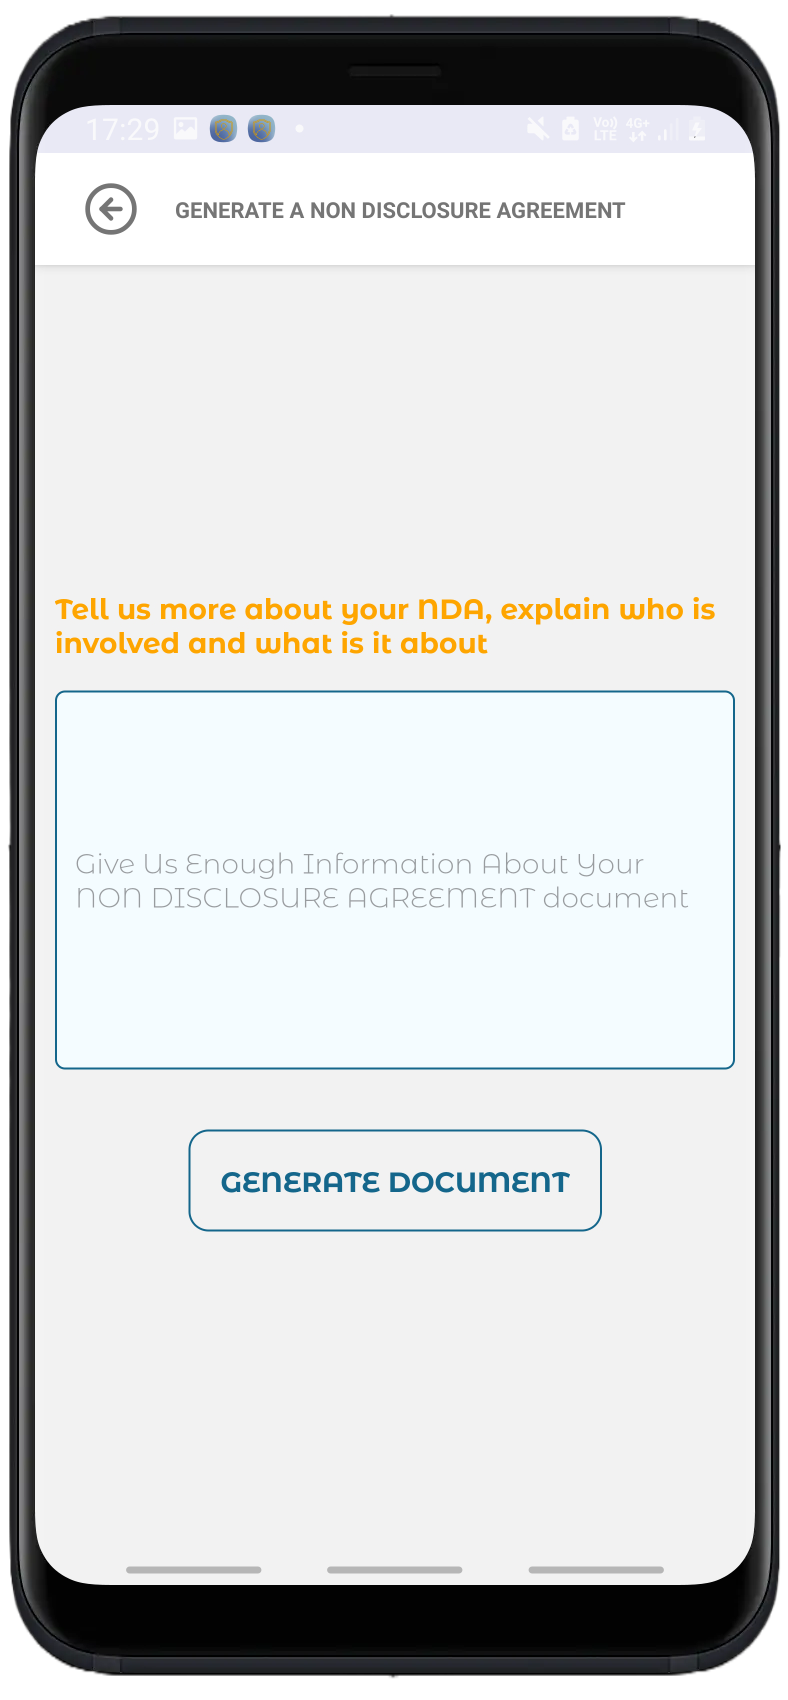 17:29
Vo))
LTE
4G+
GENERATE A NON DISCLOSURE AGREEMENT
Tell us more about your NDA, explain who is
involved and what is it about
Give Us Enough Information About Your
NON DISCLOSURE AGREEMENT document
GENERATE DOCUMENT